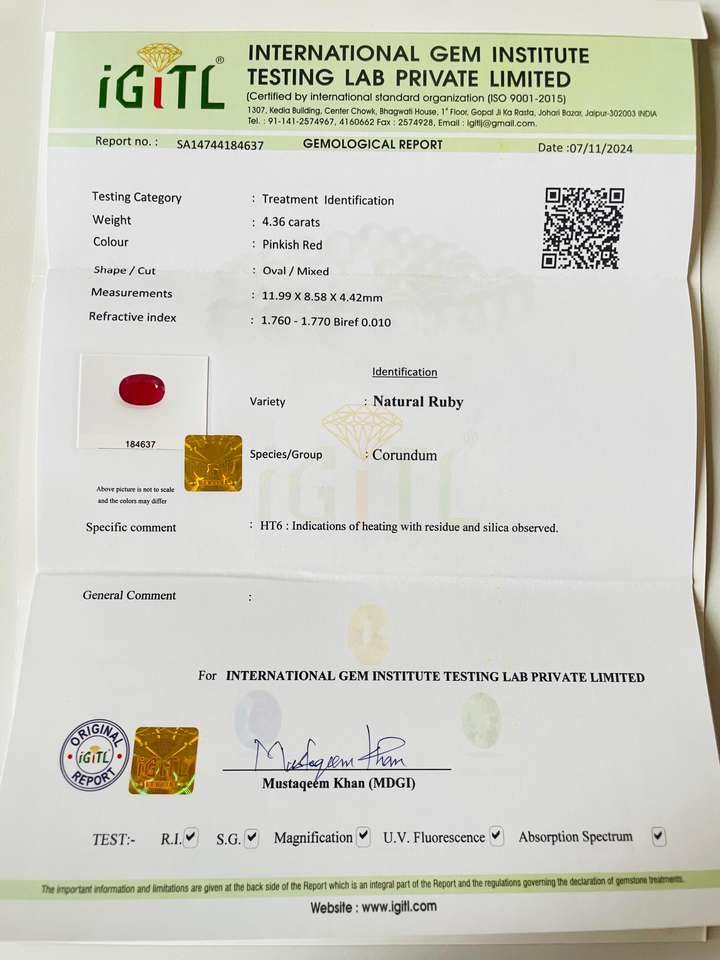 iGiTL®
INTERNATIONAL GEM INSTITUTE
TESTING LAB PRIVATE LIMITED
(Certified by international standard organization (ISO 9001-2015)
1307, Kedia Building, Center Chowk, Bhagwati House, 1st Floor, Gopal Ji Ka Rasta, Johari Bazar, Jaipur-302003 INDIA
Tel. : 91-141-2574967, 4160662 Fax : 2574928, Email : igitlj@gmail.com.
Report no. : SA14744184637 GEMOLOGICAL REPORT Date :07/11/2024
Testing Category : Treatment Identification
Weight : 4.36 carats
Colour : Pinkish Red
Shape / Cut : Oval / Mixed
Measurements : 11.99 X 8.58 X 4.42mm
Refractive index : 1.760 - 1.770 Biref 0.010
Identification
Variety : Natural Ruby
184637
Species/Group : Corundum
iGiTL
Above picture is not to scale
and the colors may differ
Specific comment : HT6 : Indications of heating with residue and silica observed.
General Comment :
For INTERNATIONAL GEM INSTITUTE TESTING LAB PRIVATE LIMITED
ORIGINAL
iGiTL
REPORT
IGITL
Mustaqeem Khan
Mustaqeem Khan (MDGI)
TEST:- R.I. S.G. Magnification U.V. Fluorescence Absorption Spectrum
The important information and limitations are given at the back side of the Report which is an integral part of the Report and the regulations governing the declaration of gemstone treatments.
Website : www.igitl.com